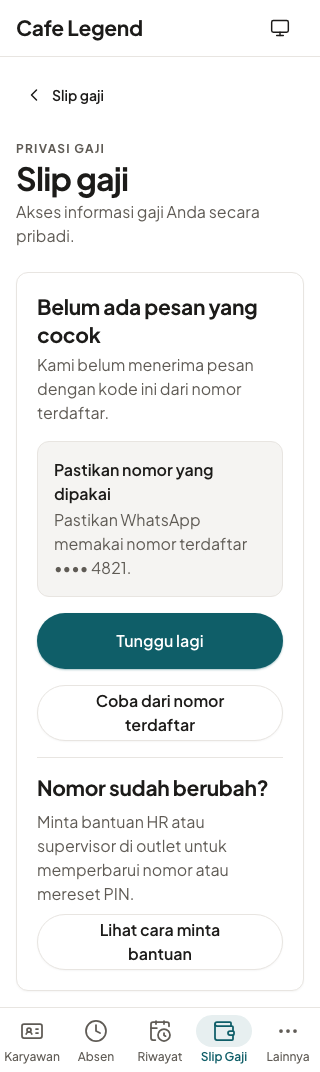 Cafe Legend
Slip gaji
PRIVASI GAJI
Slip gaji
Akses informasi gaji Anda secara
pribadi.
Belum ada pesan yang
cocok
Kami belum menerima pesan
dengan kode ini dari nomor
terdaftar.
Pastikan nomor yang
dipakai
Pastikan WhatsApp
memakai nomor terdaftar
•••• 4821.
Tunggu lagi
Coba dari nomor
terdaftar
Nomor sudah berubah?
Minta bantuan HR atau
supervisor di outlet untuk
memperbarui nomor atau
mereset PIN.
Lihat cara minta
bantuan
Karyawan
Absen
Riwayat
Slip Gaji
Lainnya